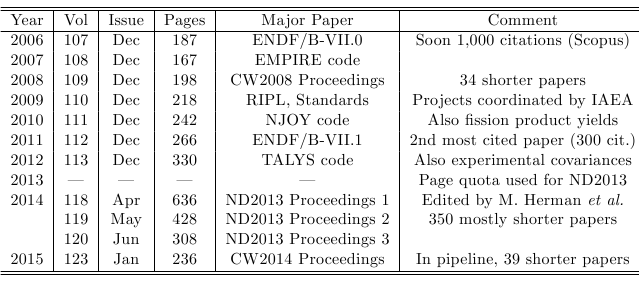 Year Vol Issue Pages Major Paper Comment
2006 107 Dec 187 ENDF/B-VII.0 Soon 1,000 citations (Scopus)
2007 108 Dec 167 EMPIRE code
2008 109 Dec 198 CW2008 Proceedings 34 shorter papers
2009 110 Dec 218 RIPL, Standards Projects coordinated by IAEA
2010 111 Dec 242 NJOY code Also fission product yields
2011 112 Dec 266 ENDF/B-VII.1 2nd most cited paper (300 cit.)
2012 113 Dec 330 TALYS code Also experimental covariances
2013 — — — — Page quota used for ND2013
2014 118 Apr 636 ND2013 Proceedings 1 Edited by M. Herman et al.
119 May 428 ND2013 Proceedings 2 350 mostly shorter papers
120 Jun 308 ND2013 Proceedings 3
2015 123 Jan 236 CW2014 Proceedings In pipeline, 39 shorter papers